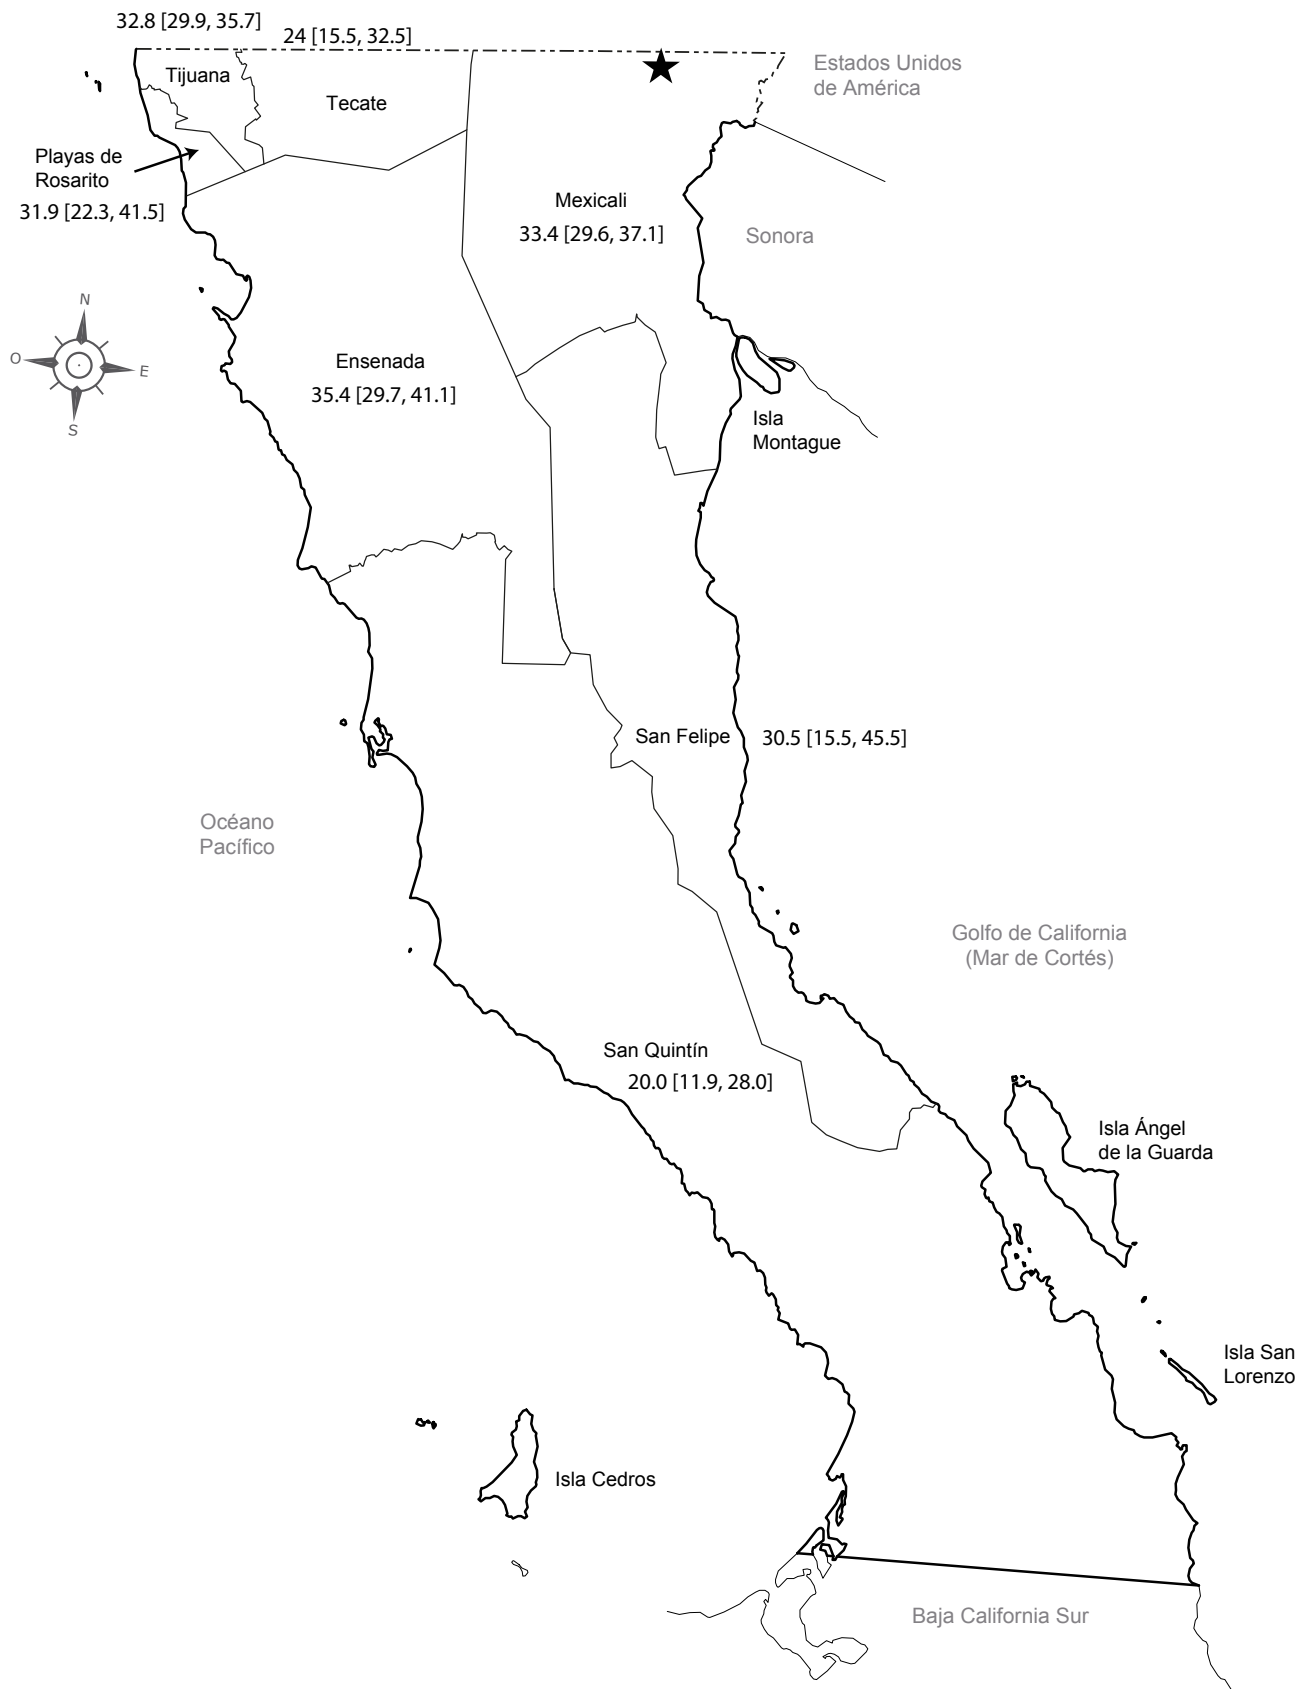 32.8 [29.9, 35.7]
24 [15.5, 32.5]
Tijuana
Tecate
Estados Unidos
de América
Playas de
Rosarito
31.9 [22.3, 41.5]
Mexicali
33.4 [29.6, 37.1]
Sonora
N
O
E
S
Ensenada
35.4 [29.7, 41.1]
Isla
Montague
San Felipe
30.5 [15.5, 45.5]
Océano
Pacífico
Golfo de California
(Mar de Cortés)
San Quintín
20.0 [11.9, 28.0]
Isla Ángel
de la Guarda
Isla San
Lorenzo
Isla Cedros
Baja California Sur